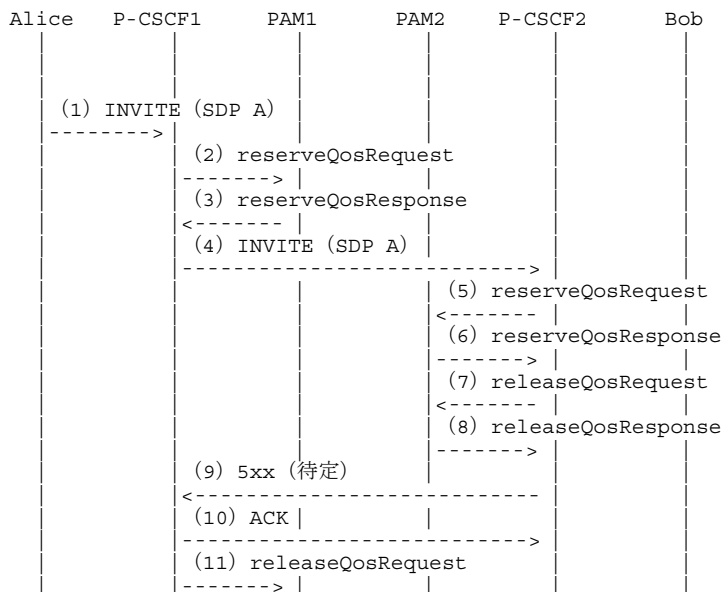 Alice P-CSCF1 PAM1 PAM2 P-CSCF2 Bob
(1) INVITE (SDP A)
(2) reserveQosRequest
(3) reserveQosResponse
(4) INVITE (SDP A)
(5) reserveQosRequest
(6) reserveQosResponse
(7) releaseQosRequest
(8) releaseQosResponse
(9) 5xx (待定)
(10) ACK
(11) releaseQosRequest